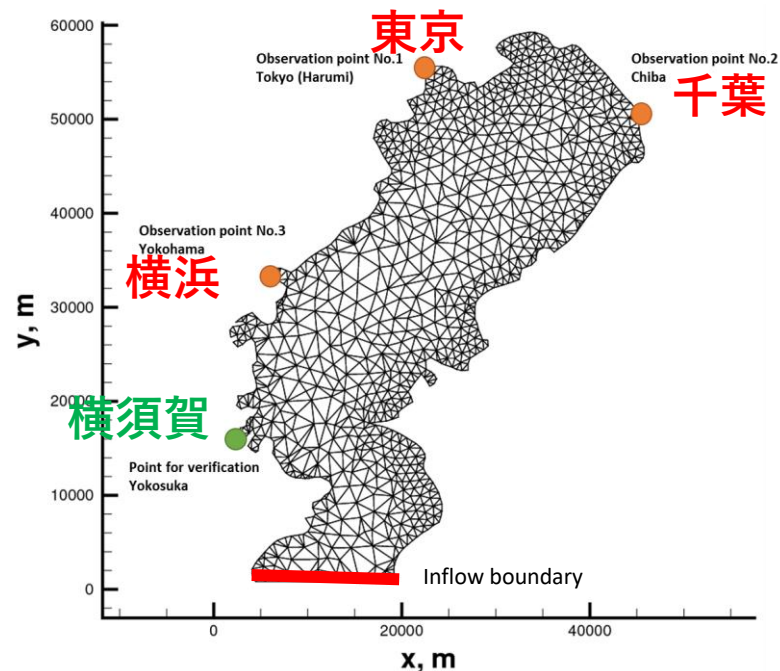 60000
東京
Observation point No.1
Tokyo (Harumi)
Observation point No.2
Chiba
千葉
50000
40000
Observation point No.3
Yokohama
横浜
30000
y, m
20000
横須賀
Point for verification
Yokosuka
10000
0
Inflow boundary
0
20000
40000
x, m